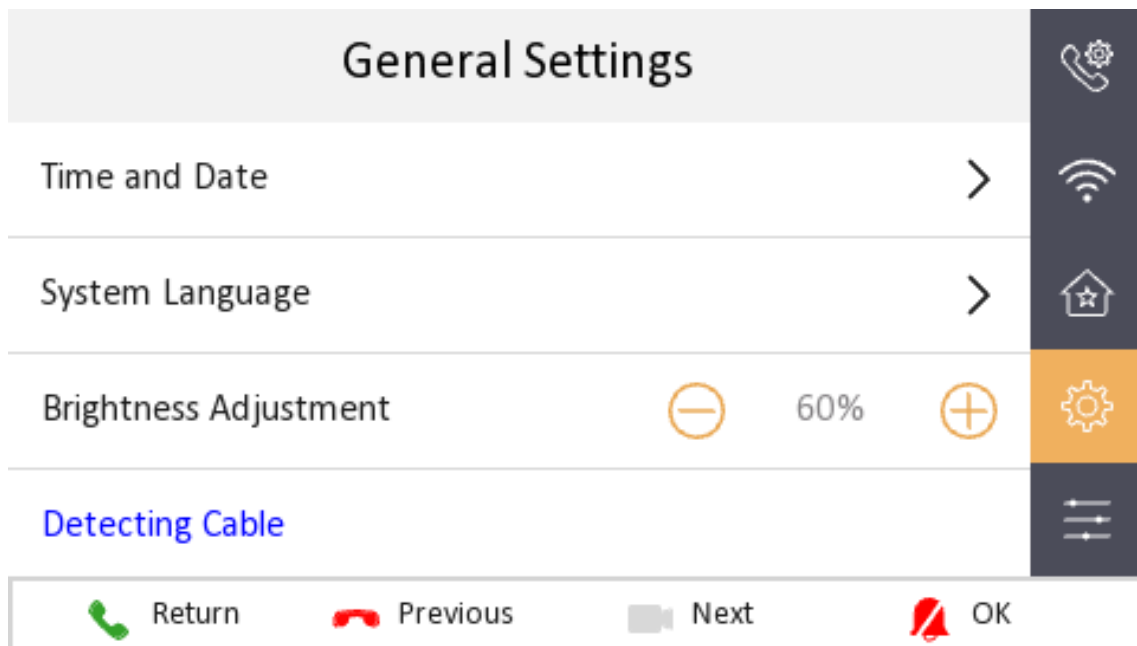 General Settings
Time and Date
System Language
Brightness Adjustment 60%
Detecting Cable
Return Previous Next OK